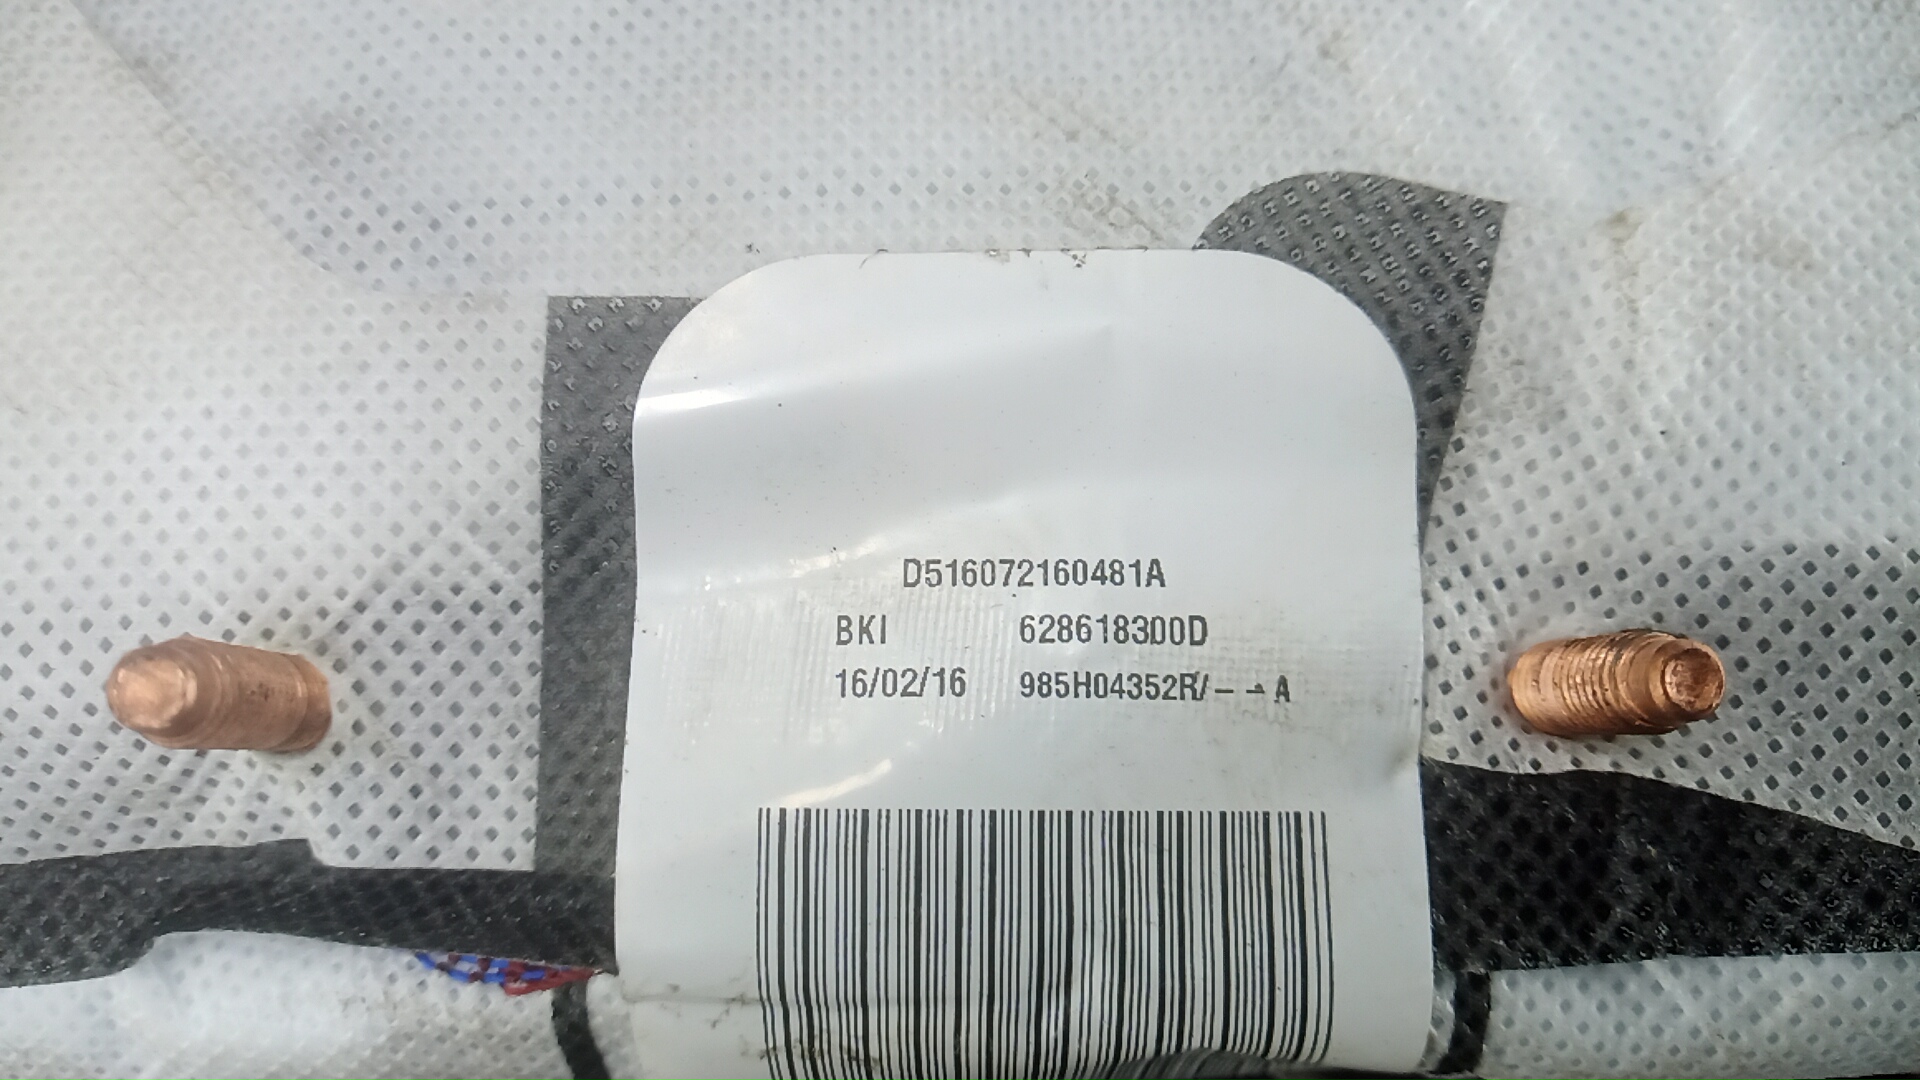 D516072160481A
BKI 628618300D
16/02/16 985H04352R/--A